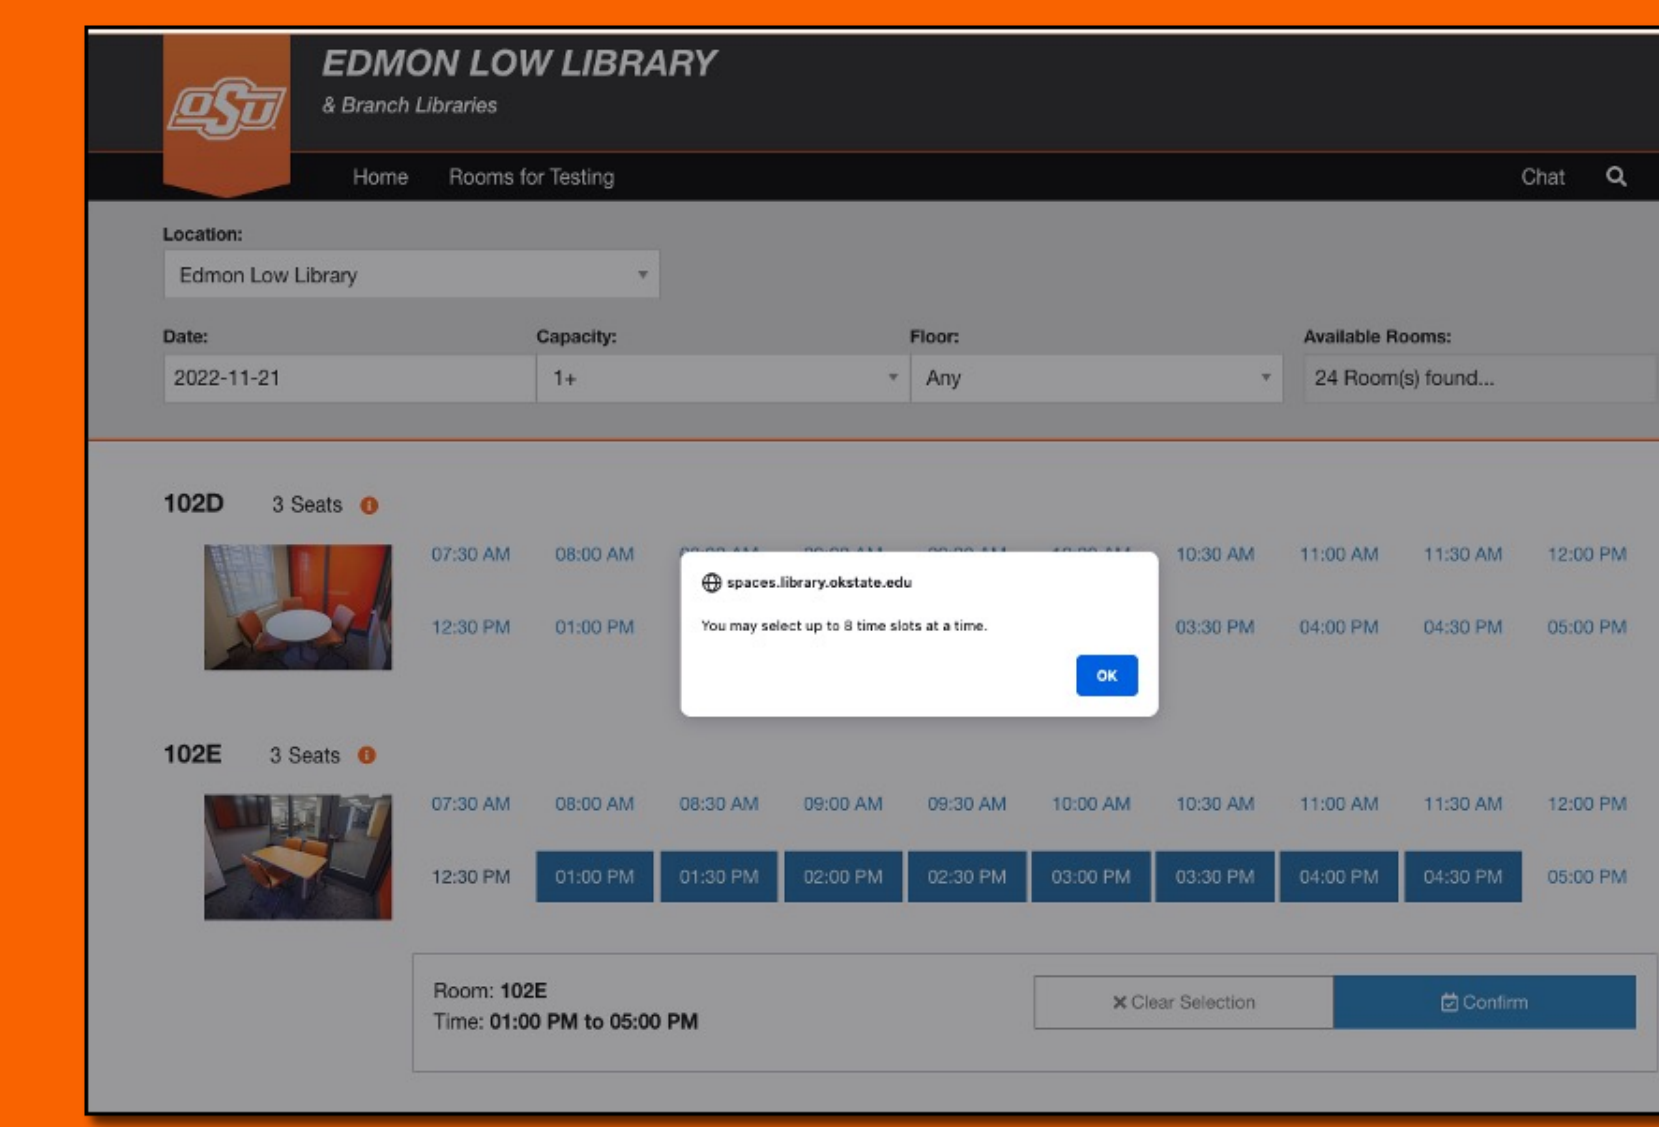 EDMON LOW LIBRARY
OSU
& Branch Libraries
Home Rooms for Testing Chat
Location:
Edmon Low Library
Date: Capacity: Floor: Available Rooms:
2022-11-21 1+ Any 24 Room(s) found...
102D 3 Seats
07:30 AM 08:00 AM 10:30 AM 11:00 AM 11:30 AM 12:00 PM
spaces.library.okstate.edu
12:30 PM 01:00 PM You may select up to 8 time slots at a time. 03:30 PM 04:00 PM 04:30 PM 05:00 PM
OK
102E 3 Seats
07:30 AM 08:00 AM 08:30 AM 09:00 AM 09:30 AM 10:00 AM 10:30 AM 11:00 AM 11:30 AM 12:00 PM
12:30 PM 01:00 PM 01:30 PM 02:00 PM 02:30 PM 03:00 PM 03:30 PM 04:00 PM 04:30 PM 05:00 PM
Room: 102E
Clear Selection Confirm
Time: 01:00 PM to 05:00 PM